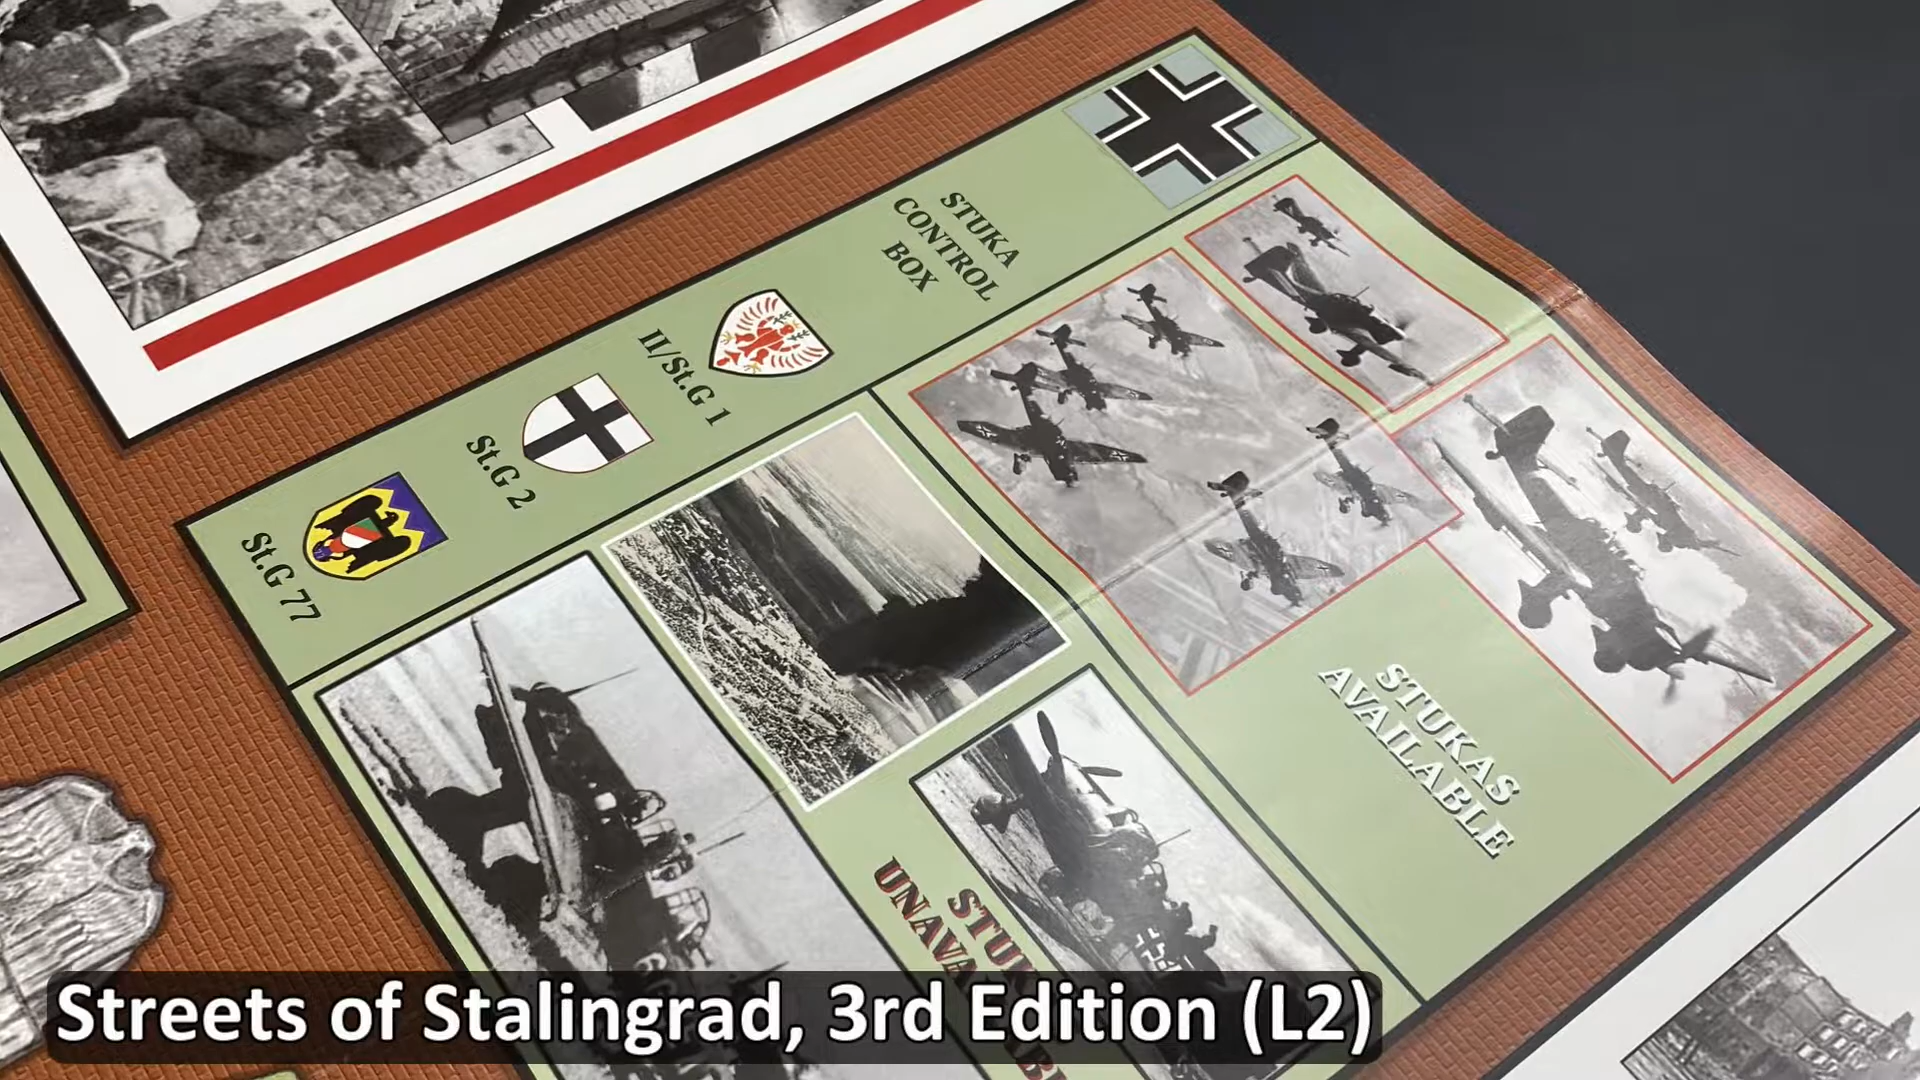 STUKA
CONTROL
BOX
II/St.G 1
St.G 2
St.G 77
STUKAS
AVAILABLE
Streets of Stalingrad, 3rd Edition (L2)